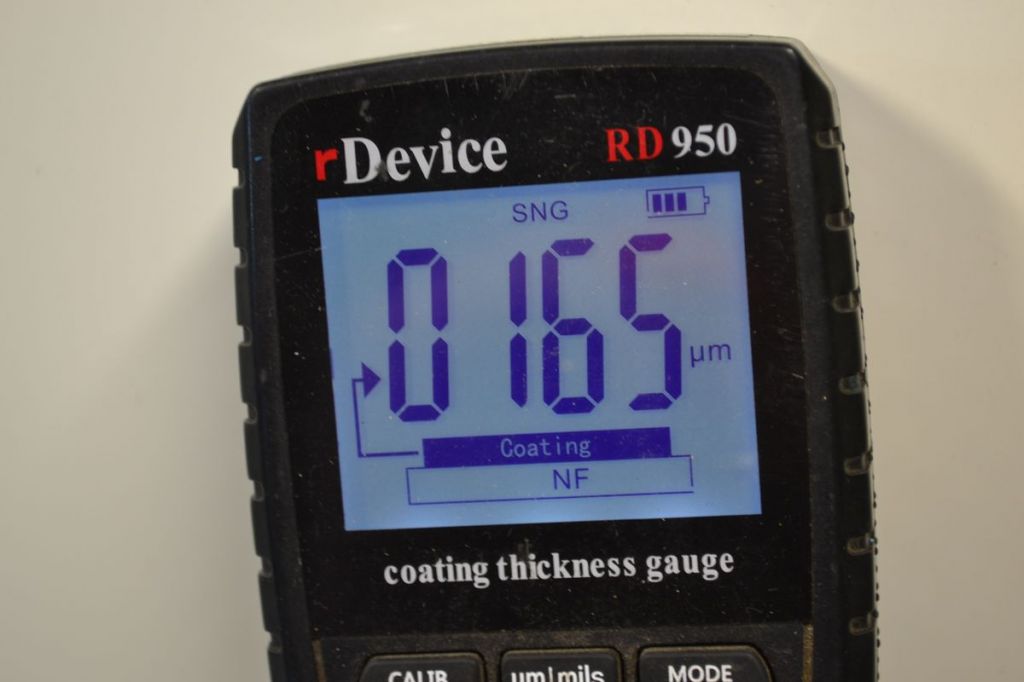 rDevice RD 950
SNG
0165 µm
Coating
NF
coating thickness gauge
CALIB µm|mils MODE